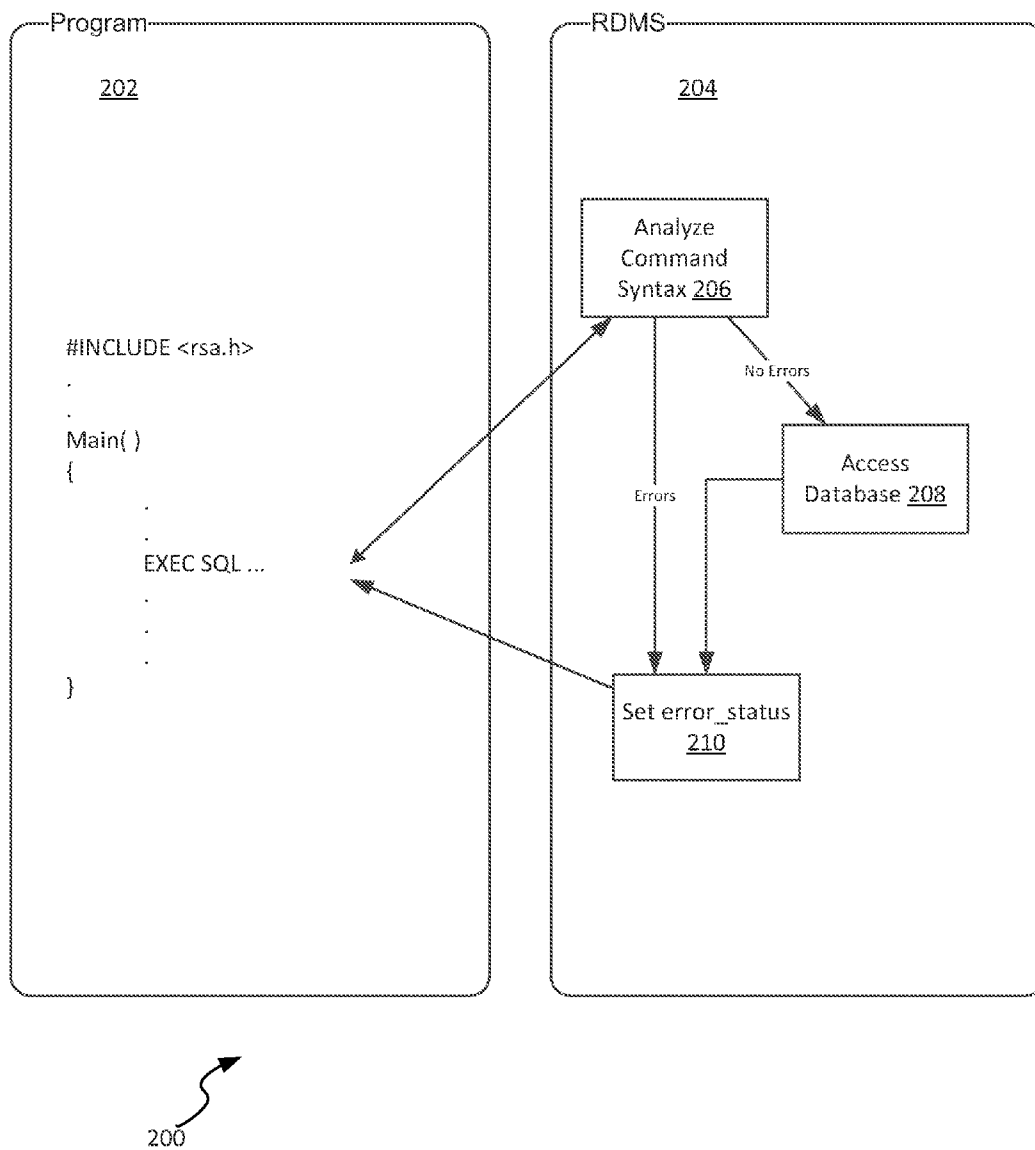 Program
202
#INCLUDE <rsa.h>
.
.
Main( )
{
.
.
EXEC SQL ...
.
.
.
}
RDMS
204
Analyze
Command
Syntax 206
No Errors
Errors
Access
Database 208
Set error_status
210
200